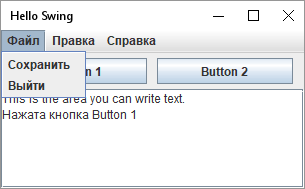 Hello Swing
Файл Правка Справка
Сохранить
Выйти
n 1 Button 2
This is the area you can write text.
Нажата кнопка Button 1